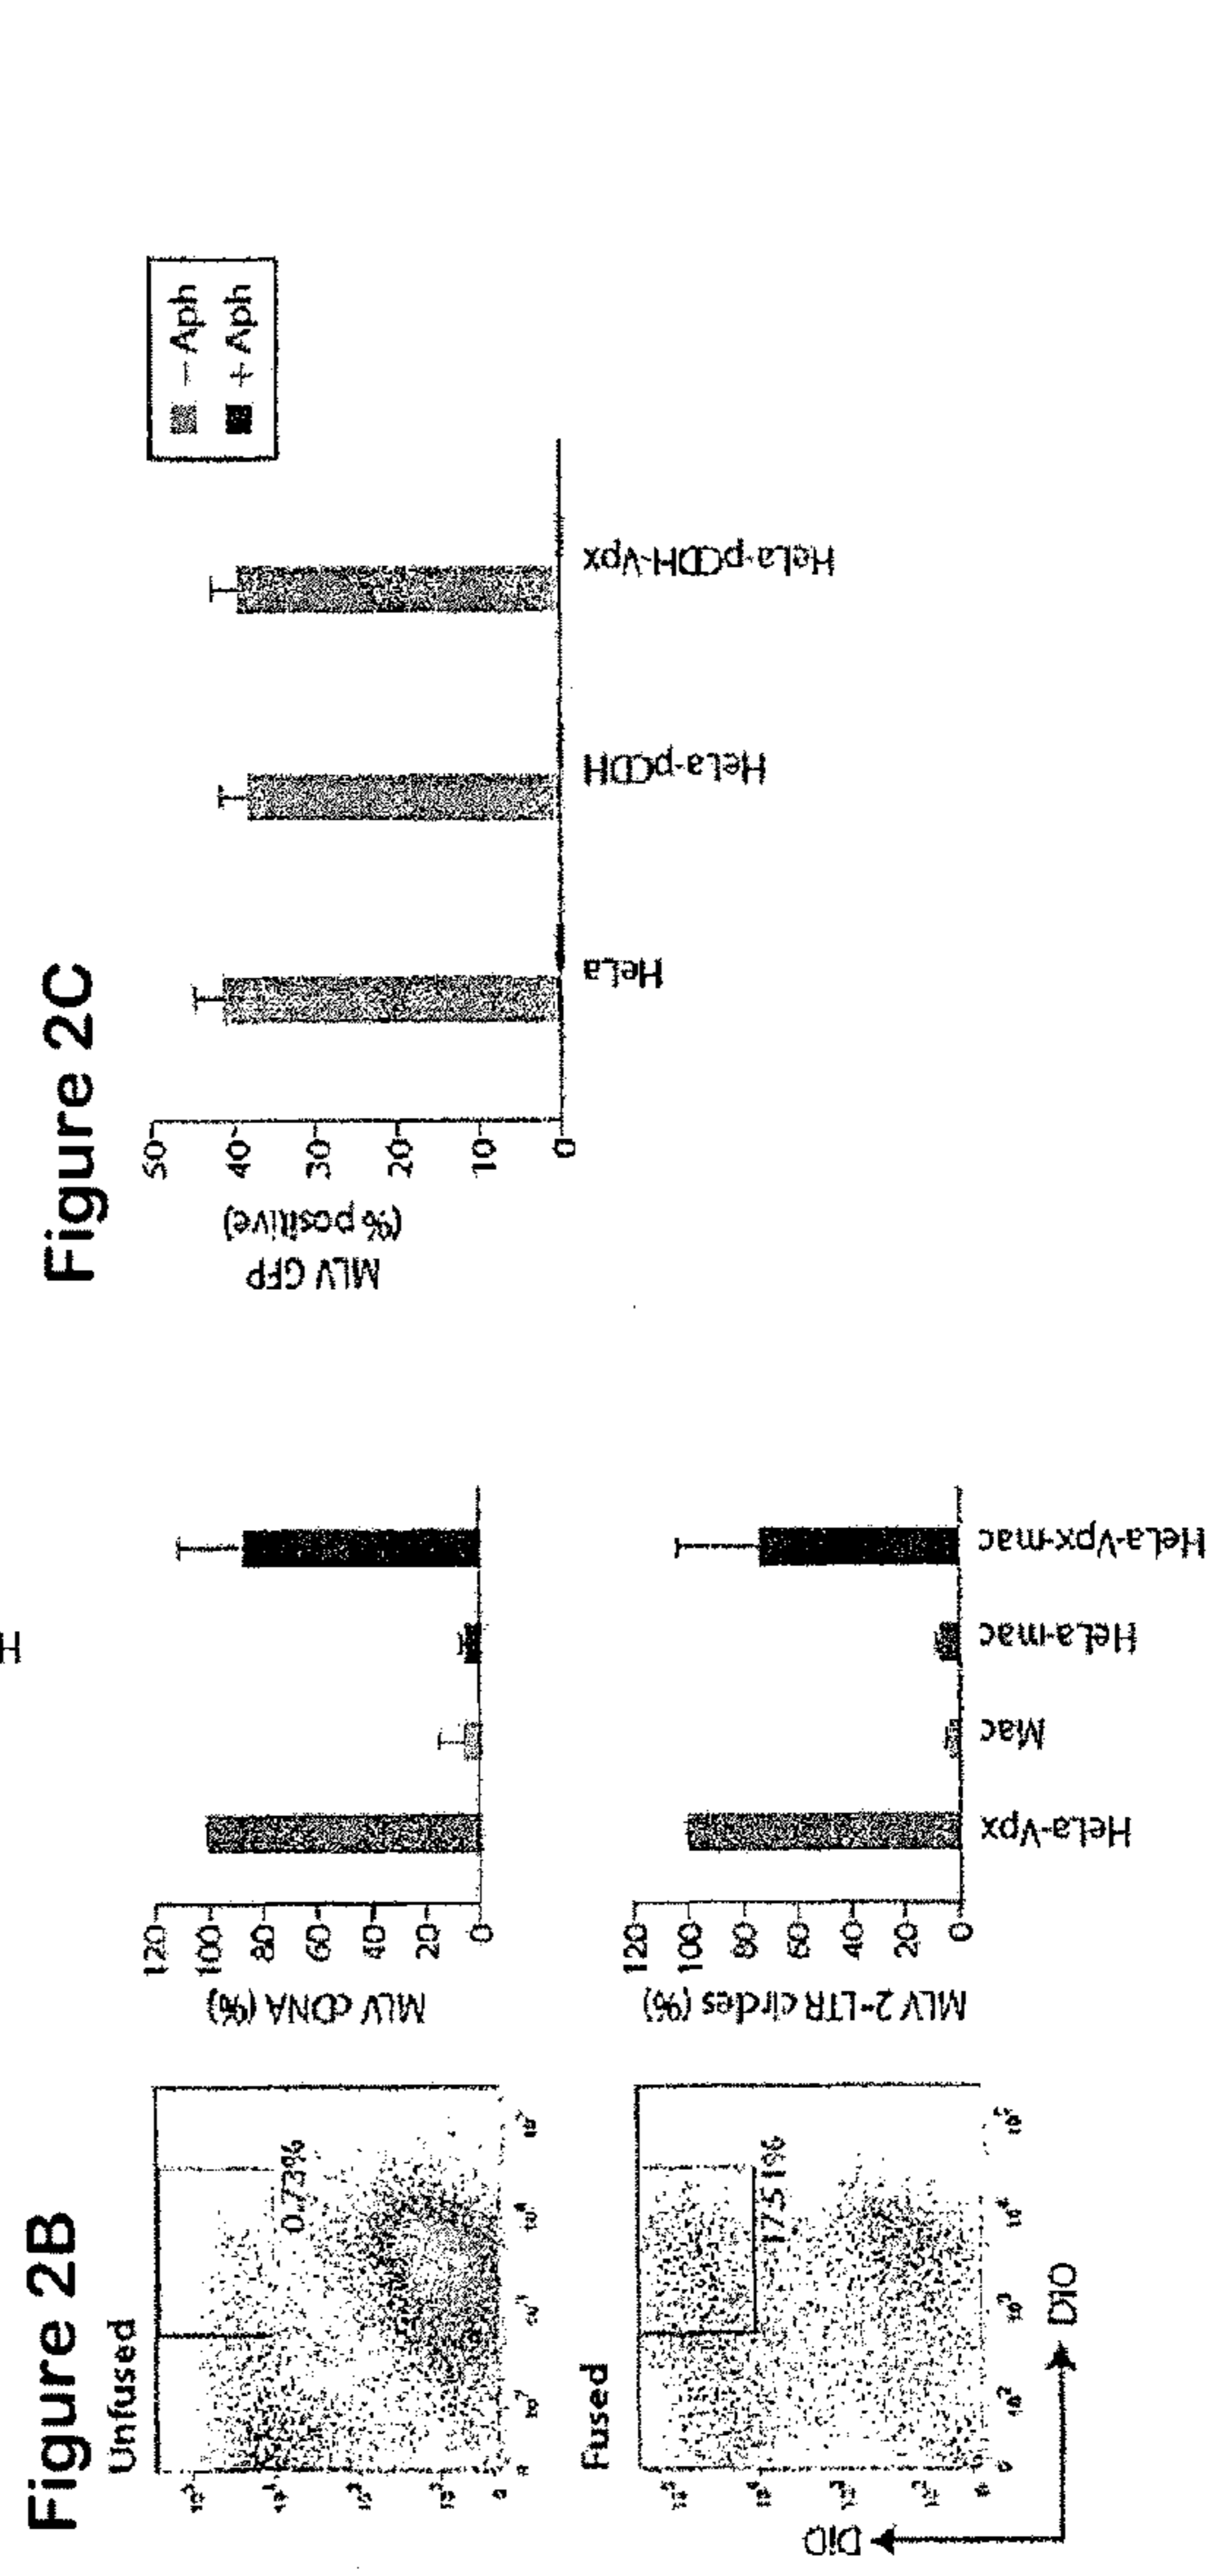 Figure 2B
Unfused
0.73%
Fused
17.51%
DiD
DiO
MLV cDNA (%)
120
100
80
60
40
20
0
MLV 2-LTR circles (%)
120
100
80
60
40
20
0
HeLa-Vpx
Mac
HeLa-mac
HeLa-Vpx-mac
H
Figure 2C
MLV GFP
(% positive)
50
40
30
20
10
0
HeLa
HeLa-pCDH
HeLa-pCDH-Vpx
−Aph
+Aph